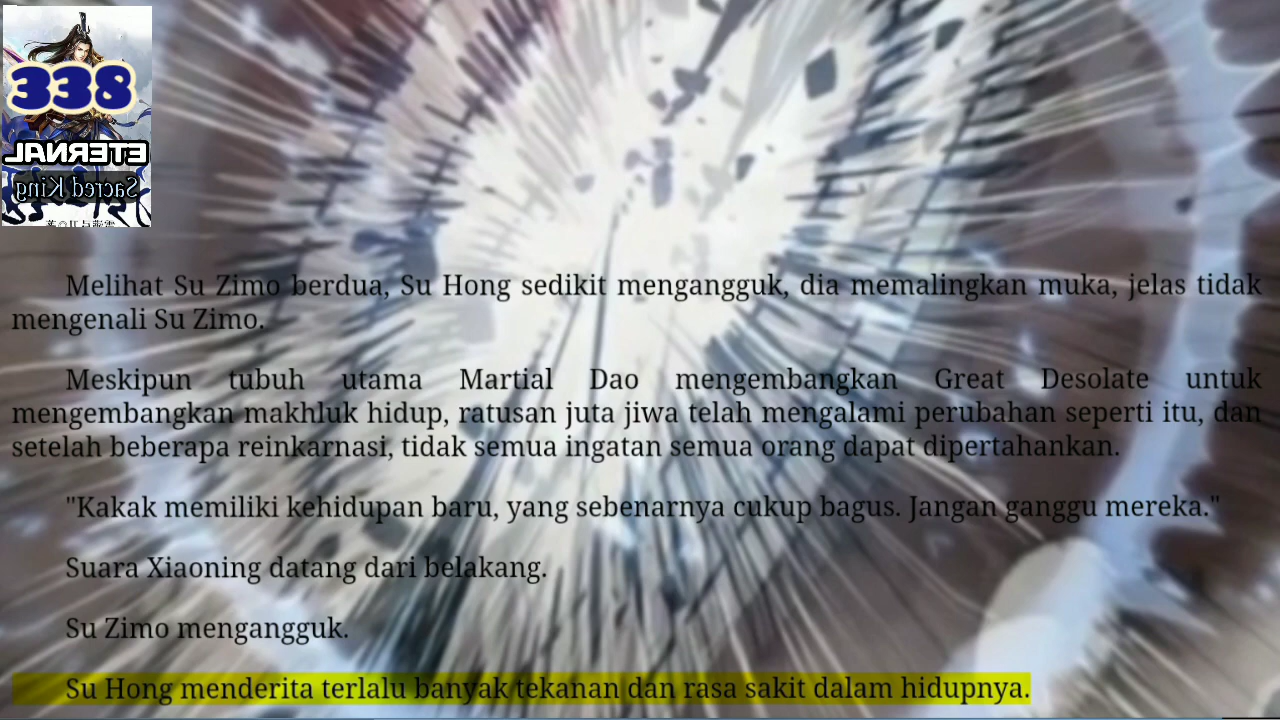 338
ETERNAL
Sacred King
Melihat Su Zimo berdua, Su Hong sedikit mengangguk, dia memalingkan muka, jelas tidak
mengenali Su Zimo.
Meskipun tubuh utama Martial Dao mengembangkan Great Desolate untuk
mengembangkan makhluk hidup, ratusan juta jiwa telah mengalami perubahan seperti itu, dan
setelah beberapa reinkarnasi, tidak semua ingatan semua orang dapat dipertahankan.
"Kakak memiliki kehidupan baru, yang sebenarnya cukup bagus. Jangan ganggu mereka."
Suara Xiaoning datang dari belakang.
Su Zimo mengangguk.
Su Hong menderita terlalu banyak tekanan dan rasa sakit dalam hidupnya.